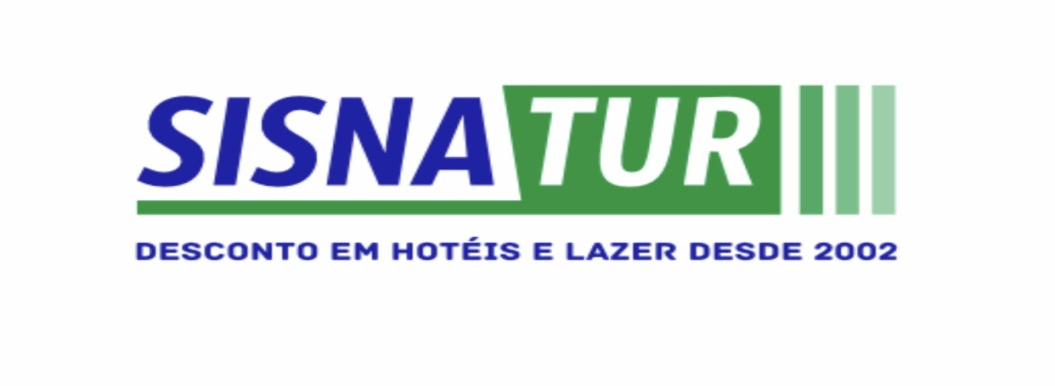 SISNATUR
DESCONTO EM HOTÉIS E LAZER DESDE 2002